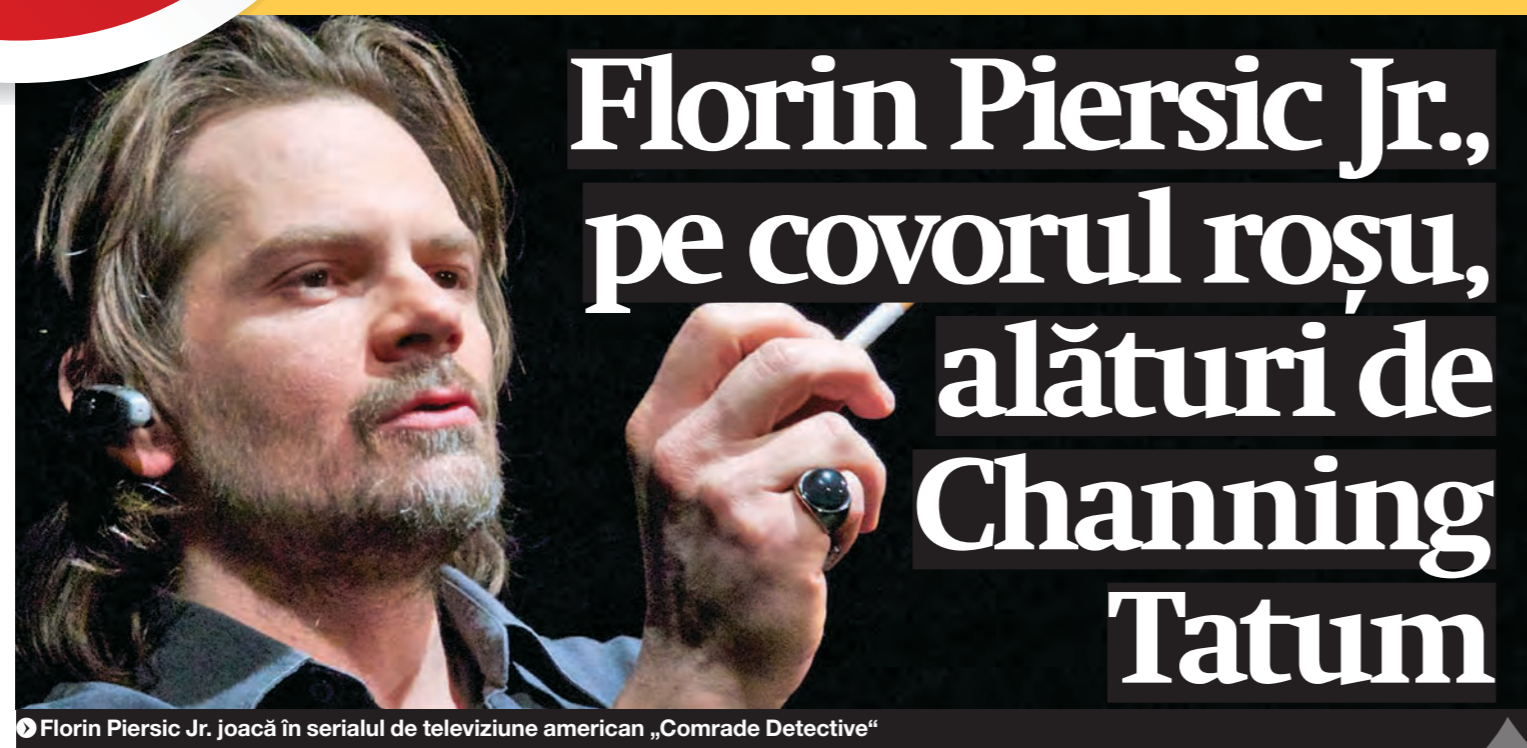 Florin Piersic Jr.,
pe covorul roșu,
alături de
Channing
Tatum
Florin Piersic Jr. joacă în serialul de televiziune american „Comrade Detective“